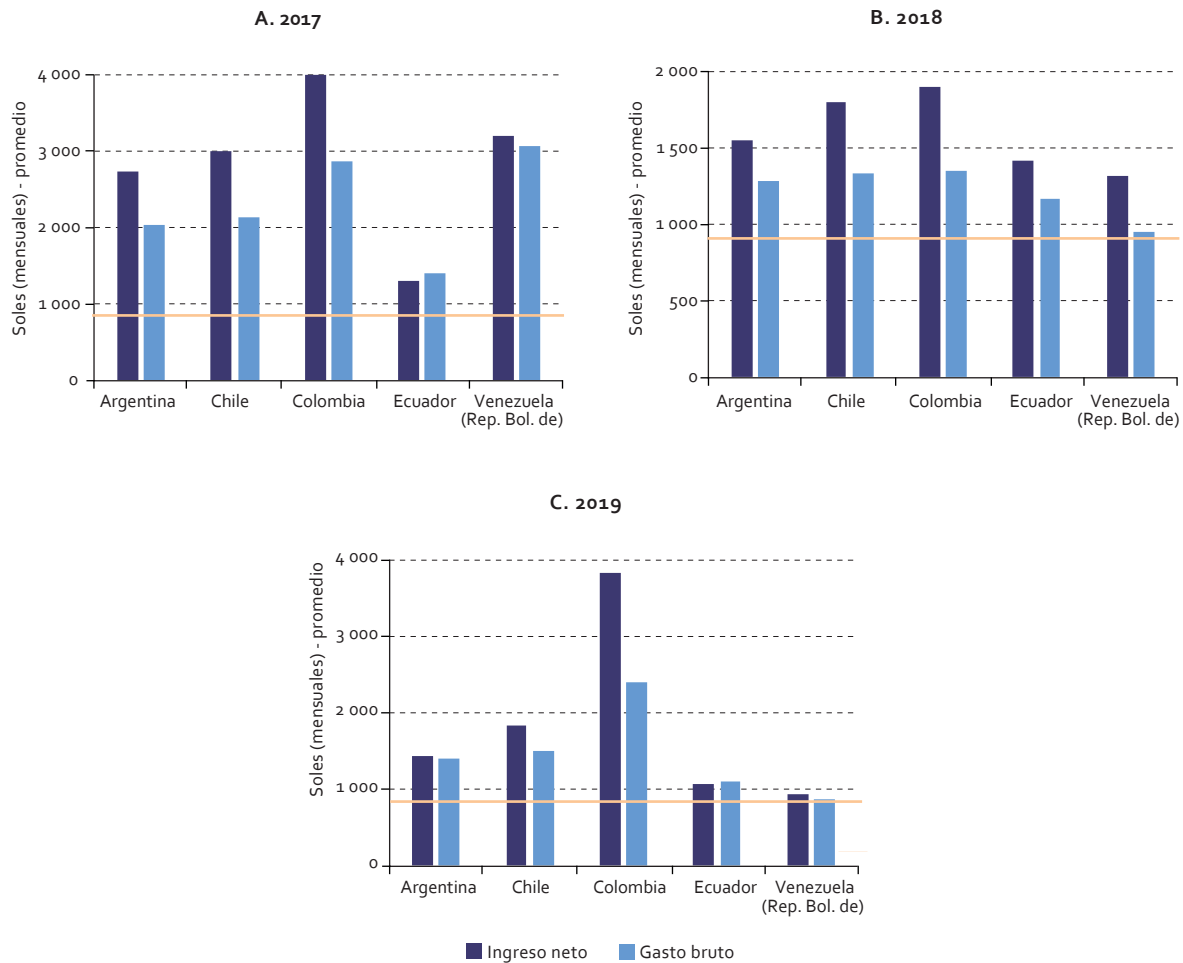 A. 2017
Soles (mensuales) - promedio
4 000
3 000
2 000
1 000
0
Argentina Chile Colombia Ecuador Venezuela
(Rep. Bol. de)
B. 2018
Soles (mensuales) - promedio
2 000
1 500
1 000
500
0
Argentina Chile Colombia Ecuador Venezuela
(Rep. Bol. de)
C. 2019
Soles (mensuales) - promedio
4 000
3 000
2 000
1 000
0
Argentina Chile Colombia Ecuador Venezuela
(Rep. Bol. de)
Ingreso neto Gasto bruto